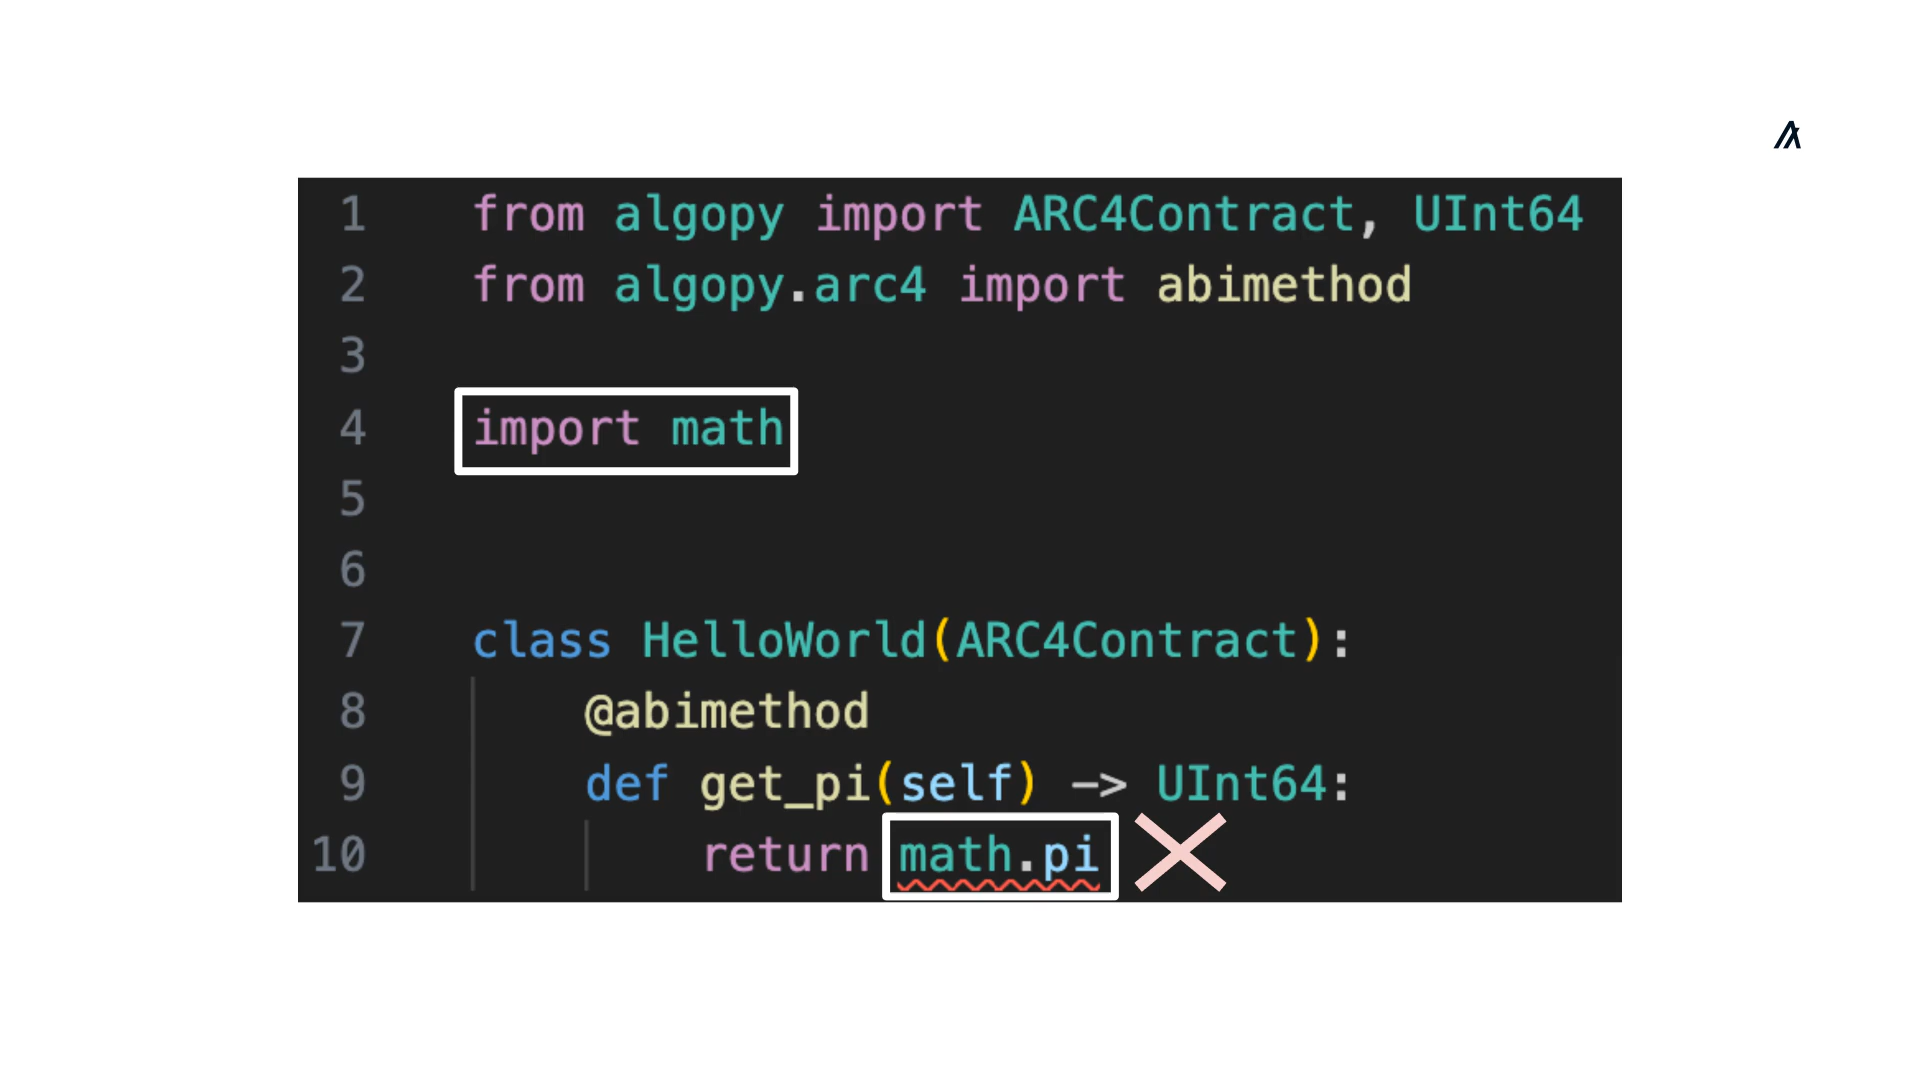 1 from algopy import ARC4Contract, UInt64
2 from algopy.arc4 import abimethod
3
4 import math
5
6
7 class HelloWorld(ARC4Contract):
8 @abimethod
9 def get_pi(self) -> UInt64:
10 return math.pi